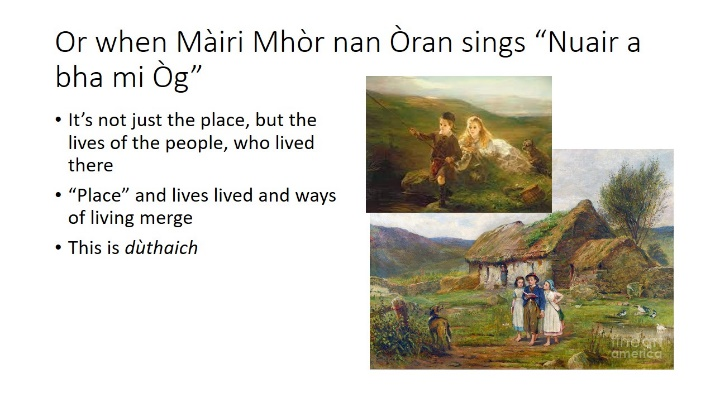 Or when Màiri Mhòr nan Òran sings “Nuair a
bha mi Òg”
• It’s not just the place, but the
lives of the people, who lived
there
• “Place” and lives lived and ways
of living merge
• This is dùthaich
fine art
america